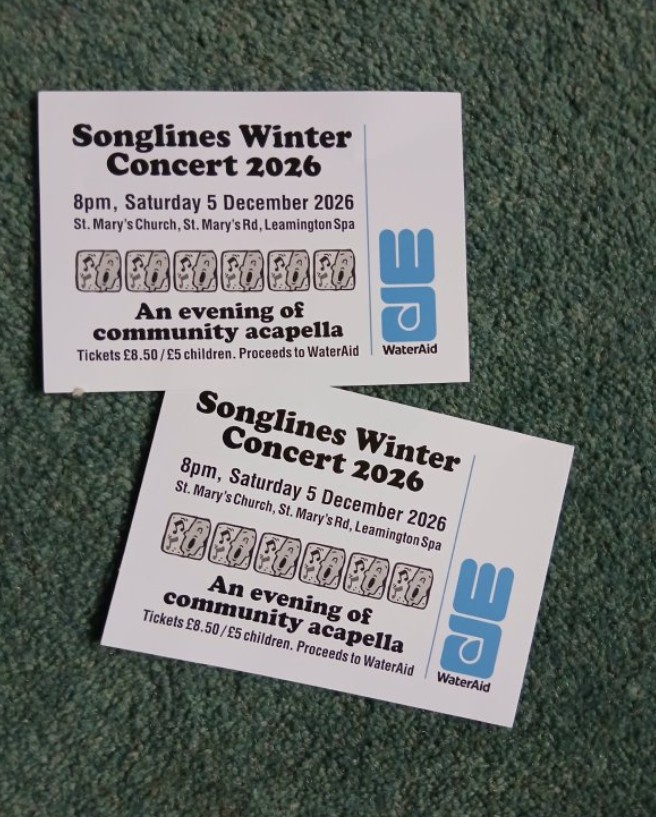 Songlines Winter
Concert 2026
8pm, Saturday 5 December 2026
St. Mary's Church, St. Mary's Rd, Leamington Spa
An evening of
community acapella
Tickets £8.50 / £5 children. Proceeds to WaterAid
WaterAid
Songlines Winter
Concert 2026
8pm, Saturday 5 December 2026
St. Mary's Church, St. Mary's Rd, Leamington Spa
An evening of
community acapella
Tickets £8.50 / £5 children. Proceeds to WaterAid
WaterAid